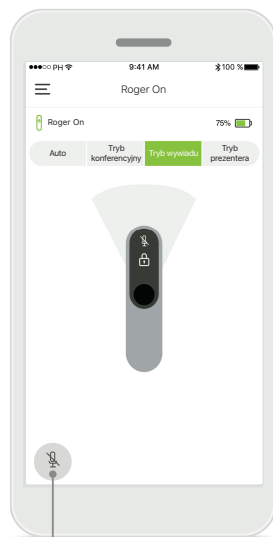 PH 9:41 AM 100 %
Roger On
Roger On 75%
Auto Tryb konferencyjny Tryb wywiadu Tryb prezentera